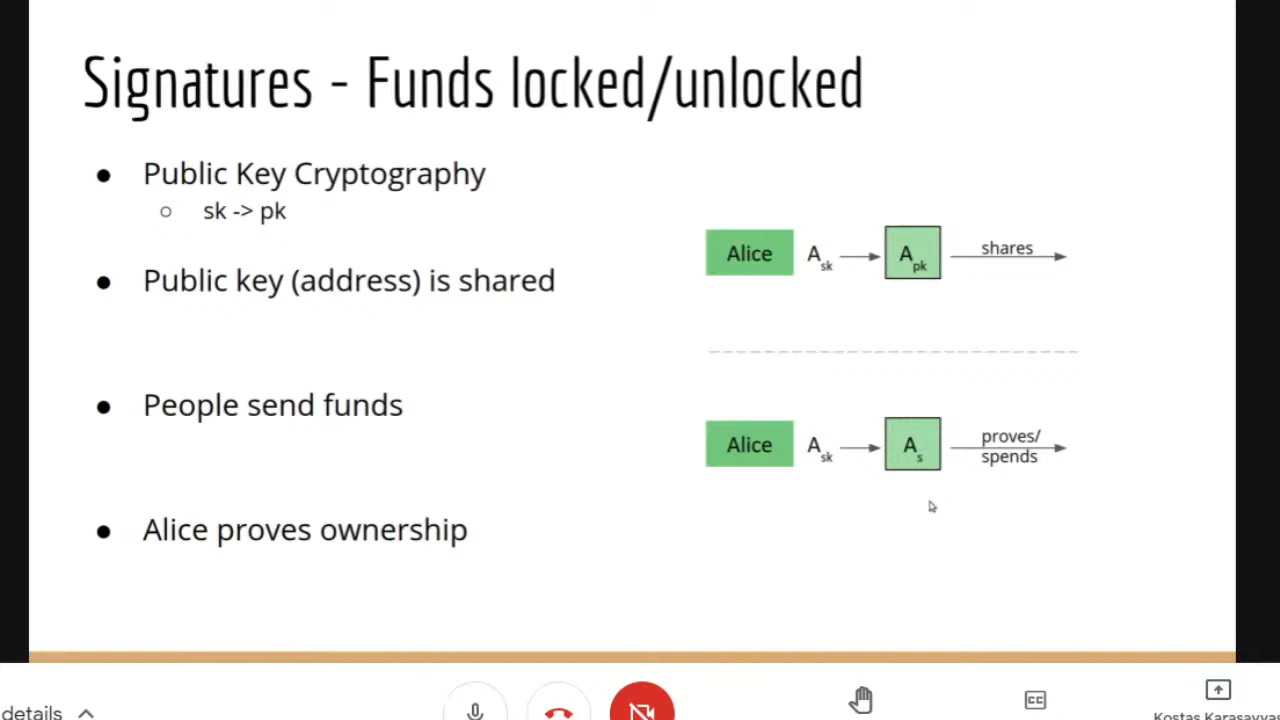 Signatures - Funds locked/unlocked
● Public Key Cryptography
○ sk -> pk
● Public key (address) is shared
● People send funds
● Alice proves ownership
Alice A sk A pk shares
Alice A sk A s proves/
spends
details
CC
Kostas